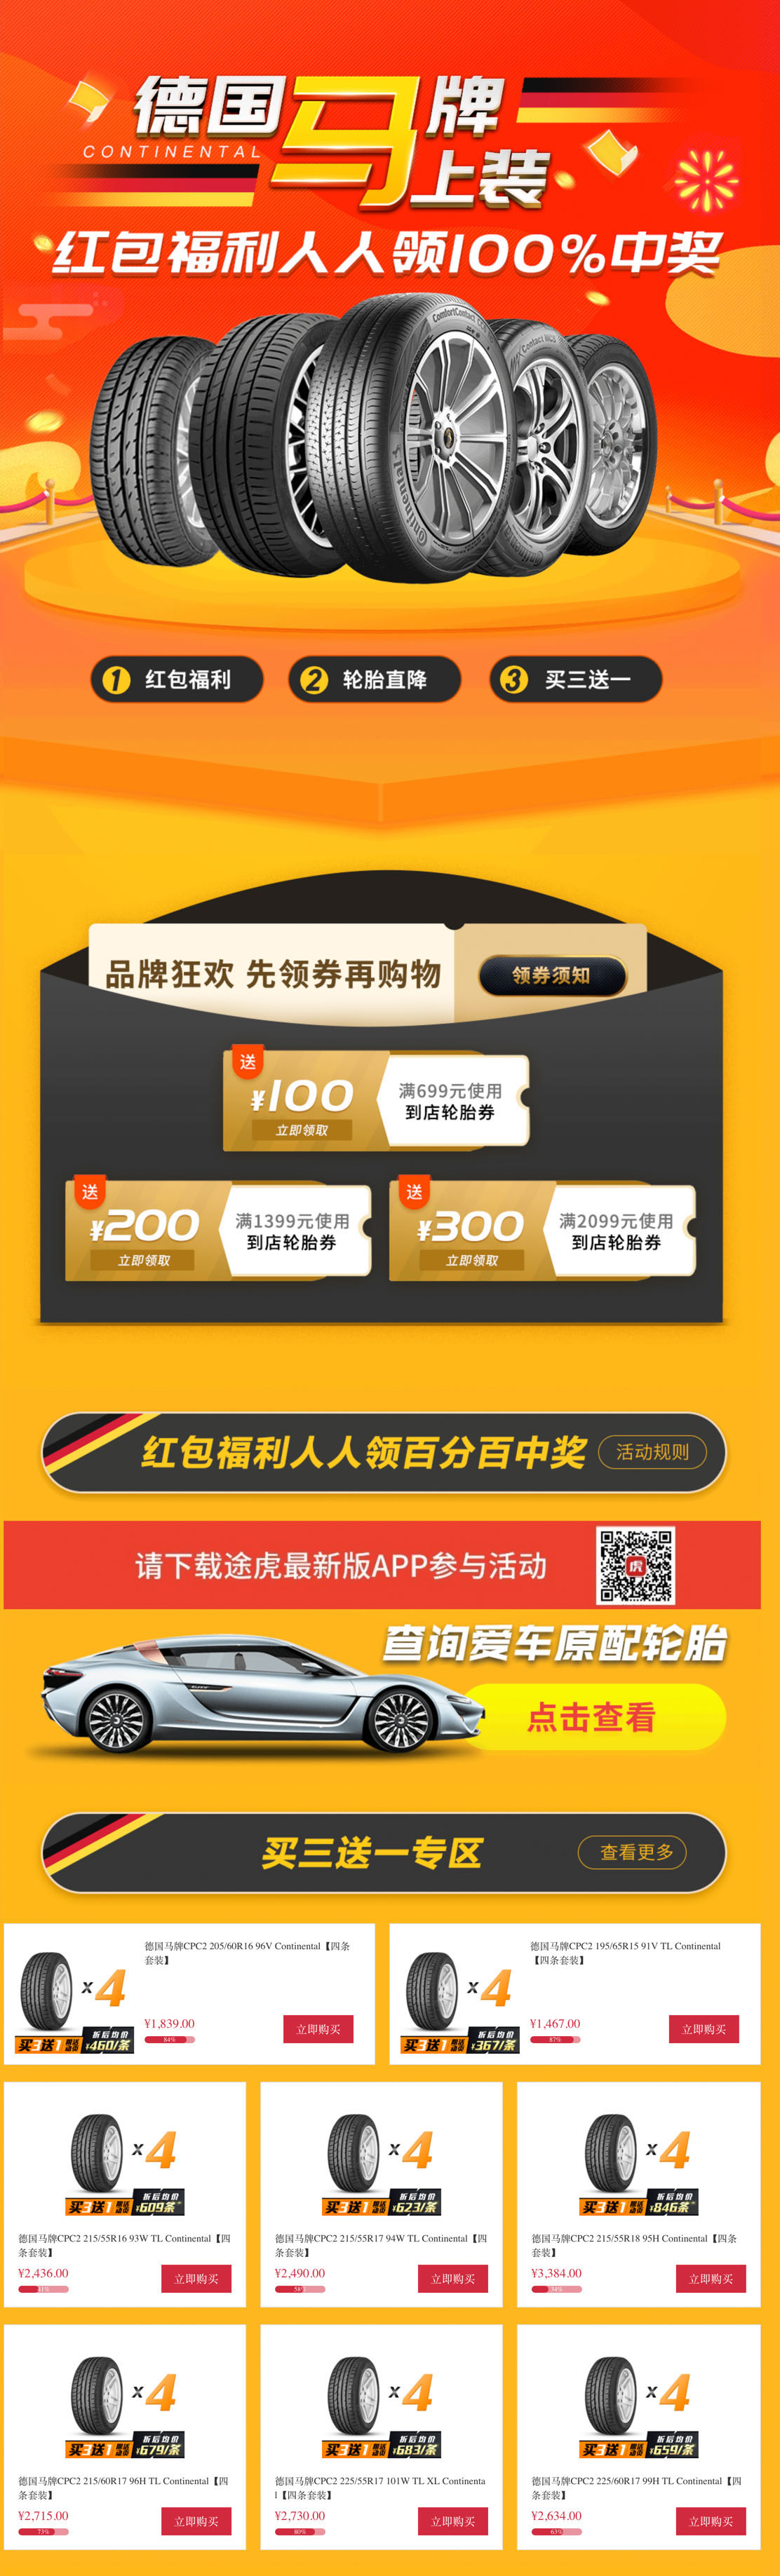 德国马牌
CONTINENTAL
上装
红包福利人人领100%中奖
ComfortContact
Continental
1 红包福利
2 轮胎直降
3 买三送一
品牌狂欢 先领券再购物
领券须知
送
¥100
立即领取
满699元使用
到店轮胎券
送
¥200
立即领取
满1399元使用
到店轮胎券
送
¥300
立即领取
满2099元使用
到店轮胎券
红包福利人人领百分百中奖
活动规则
请下载途虎最新版APP参与活动
虎
查询爱车原配轮胎
点击查看
买三送一专区
查看更多
x4
买3送1
折后均价
¥460/条
德国马牌CPC2 205/60R16 96V Continental【四条
套装】
¥1,839.00
84%
立即购买
x4
买3送1
折后均价
¥367/条
德国马牌CPC2 195/65R15 91V TL Continental
【四条套装】
¥1,467.00
87%
立即购买
x4
买3送1
折后均价
¥609条
德国马牌CPC2 215/55R16 93W TL Continental【四
条套装】
¥2,436.00
立即购买
x4
买3送1
折后均价
¥623/条
德国马牌CPC2 215/55R17 94W TL Continental【四
条套装】
¥2,490.00
立即购买
x4
买3送1
折后均价
¥846条
德国马牌CPC2 215/55R18 95H Continental【四条
套装】
¥3,384.00
34%
立即购买
x4
买3送1
折后均价
¥679/条
德国马牌CPC2 215/60R17 96H TL Continental【四
条套装】
¥2,715.00
73%
立即购买
x4
买3送1
折后均价
¥683/条
德国马牌CPC2 225/55R17 101W TL XL Continenta
l【四条套装】
¥2,730.00
80%
立即购买
x4
买3送1
折后均价
¥659/条
德国马牌CPC2 225/60R17 99H TL Continental【四
条套装】
¥2,634.00
63%
立即购买